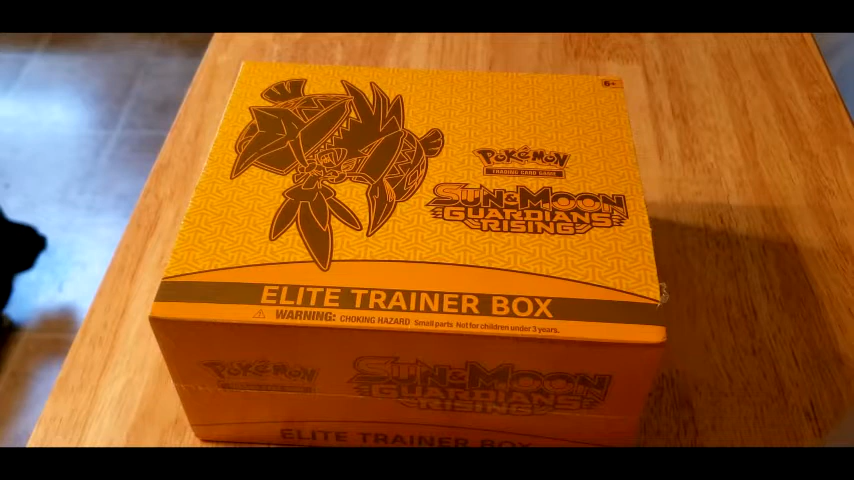 6+
POKéMON
TRADING CARD GAME
SUN & MOON
GUARDIANS
RISING
ELITE TRAINER BOX
⚠ WARNING: CHOKING HAZARD Small parts Not for children under 3 years.
POKéMON
SUN & MOON
GUARDIANS
RISING
ELITE TRAINER BOX